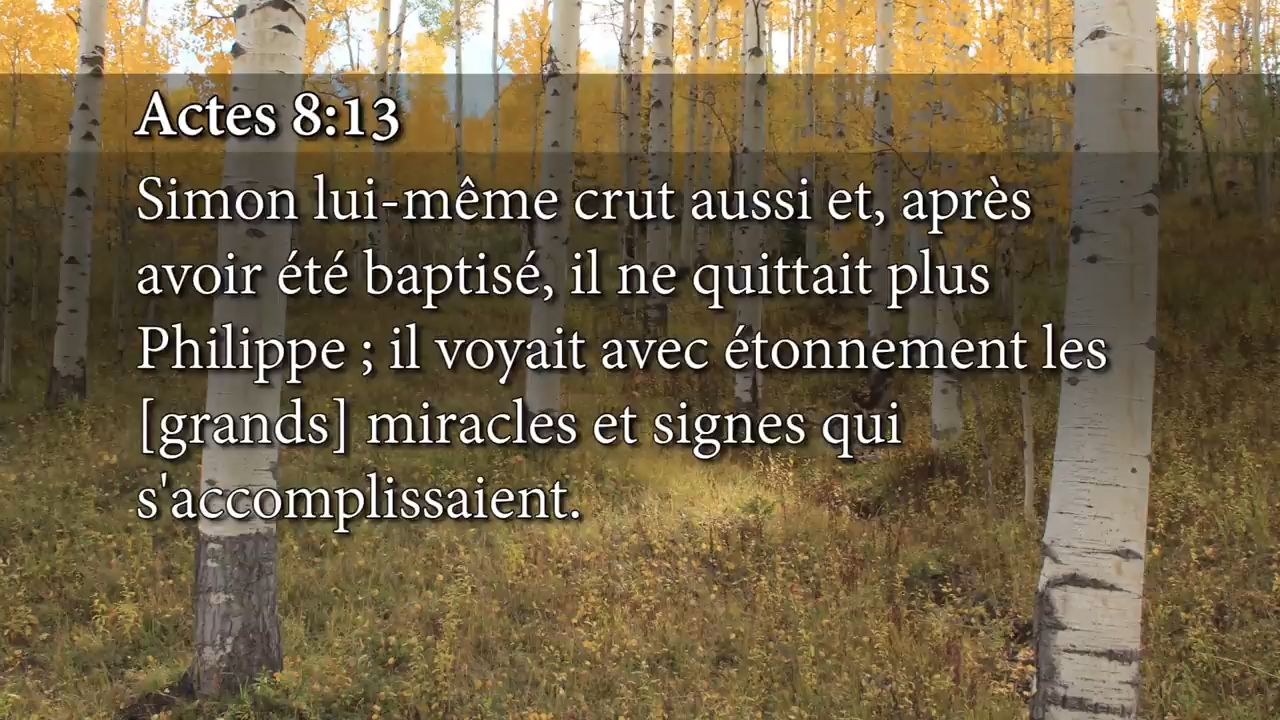 Actes 8:13
Simon lui-même crut aussi et, après
avoir été baptisé, il ne quittait plus
Philippe ; il voyait avec étonnement les
[grands] miracles et signes qui
s'accomplissaient.